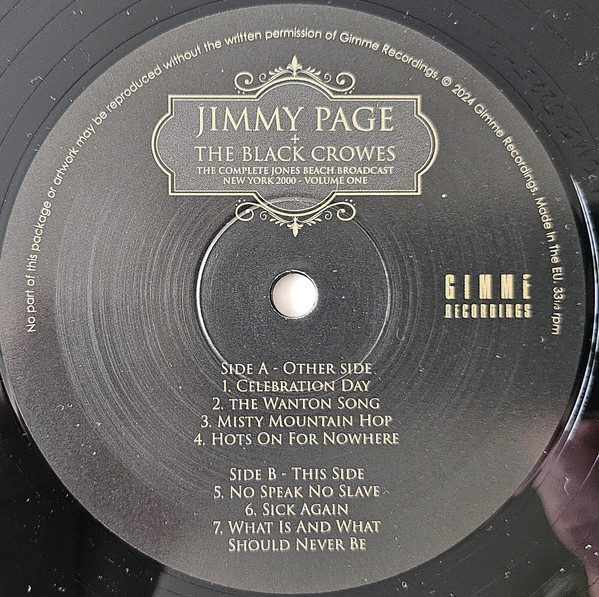 No part of this package or artwork may be reproduced without the written permission of Gimme Recordings. © 2024 Gimme Recordings. Made in the EU. 33 1/3 rpm
JIMMY PAGE
+
THE BLACK CROWES
THE COMPLETE JONES BEACH BROADCAST
NEW YORK 2000 - VOLUME ONE
GIMME
RECORDINGS
SIDE A - OTHER SIDE
1. CELEBRATION DAY
2. THE WANTON SONG
3. MISTY MOUNTAIN HOP
4. HOTS ON FOR NOWHERE
SIDE B - THIS SIDE
5. NO SPEAK NO SLAVE
6. SICK AGAIN
7. WHAT IS AND WHAT
SHOULD NEVER BE